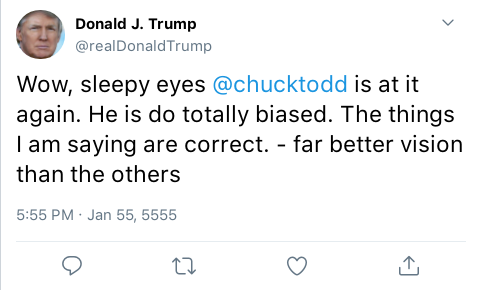 Donald J. Trump
@realDonaldTrump
Wow, sleepy eyes @chucktodd is at it
again. He is do totally biased. The things
I am saying are correct. - far better vision
than the others
5:55 PM · Jan 55, 5555